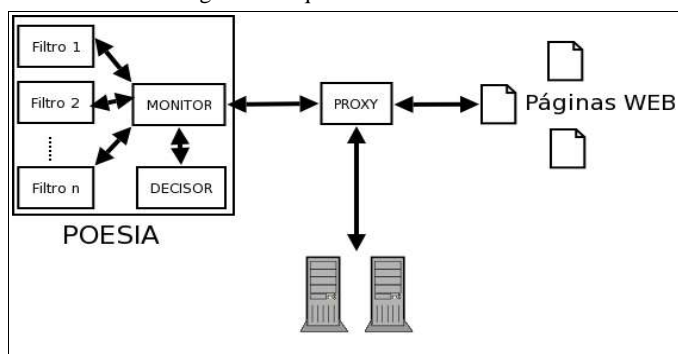 Filtro 1
Filtro 2
MONITOR
PROXY
Páginas WEB
Filtro n
DECISOR
POESIA